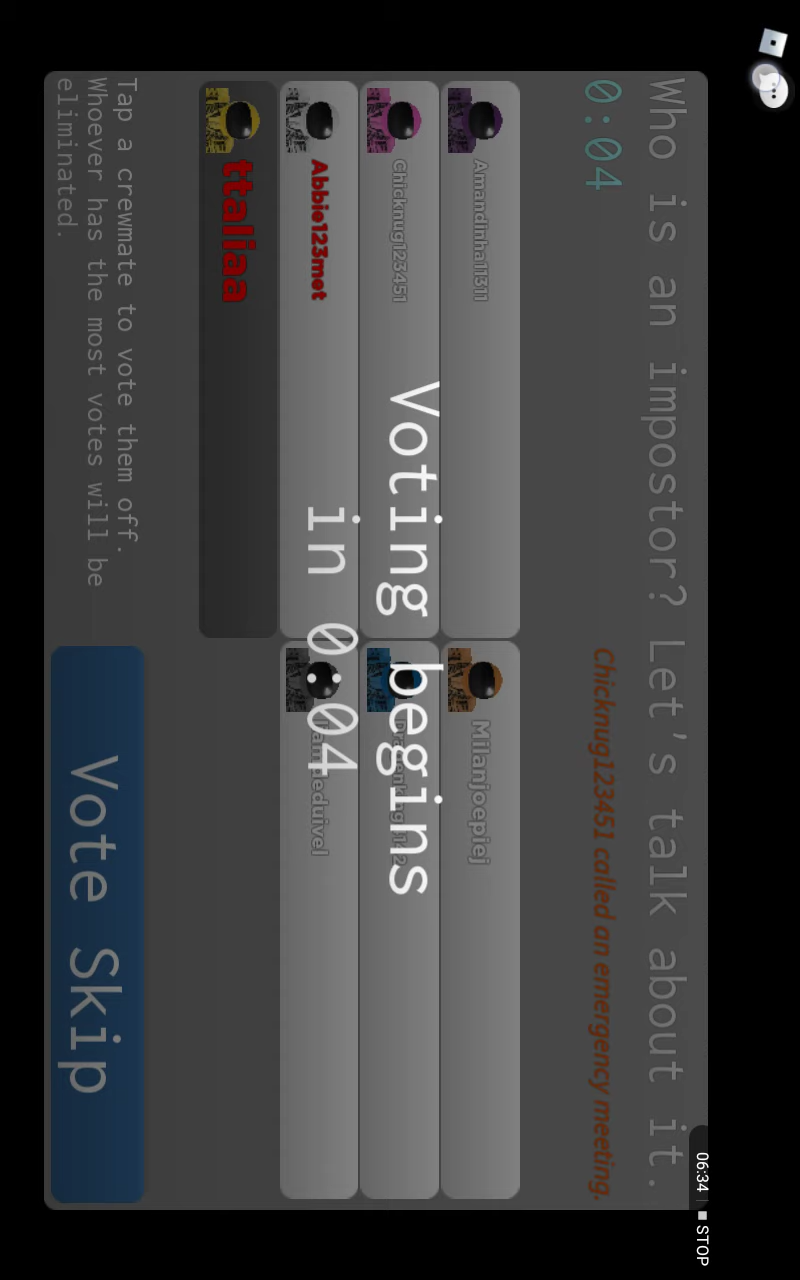 Who is an impostor? Let's talk about it.
0:04
Chicknug123451 called an emergency meeting.
Amandinha11311
Milanjoepiej
Chicknug123451
Abbie123met
ttaliaa
Voting begins
in 0:04
Tap a crewmate to vote them off.
Whoever has the most votes will be
eliminated.
Vote Skip
06:34
STOP